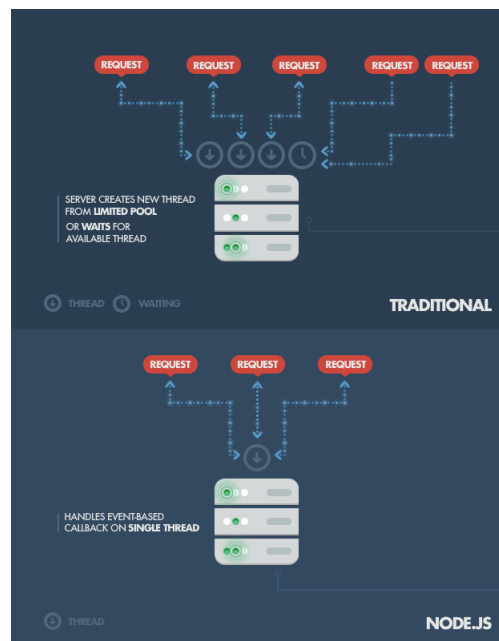 REQUEST REQUEST REQUEST REQUEST REQUEST
SERVER CREATES NEW THREAD
FROM LIMITED POOL
OR WAITS FOR
AVAILABLE THREAD
THREAD WAITING
TRADITIONAL
REQUEST REQUEST REQUEST
HANDLES EVENT-BASED
CALLBACK ON SINGLE THREAD
THREAD
NODE.JS